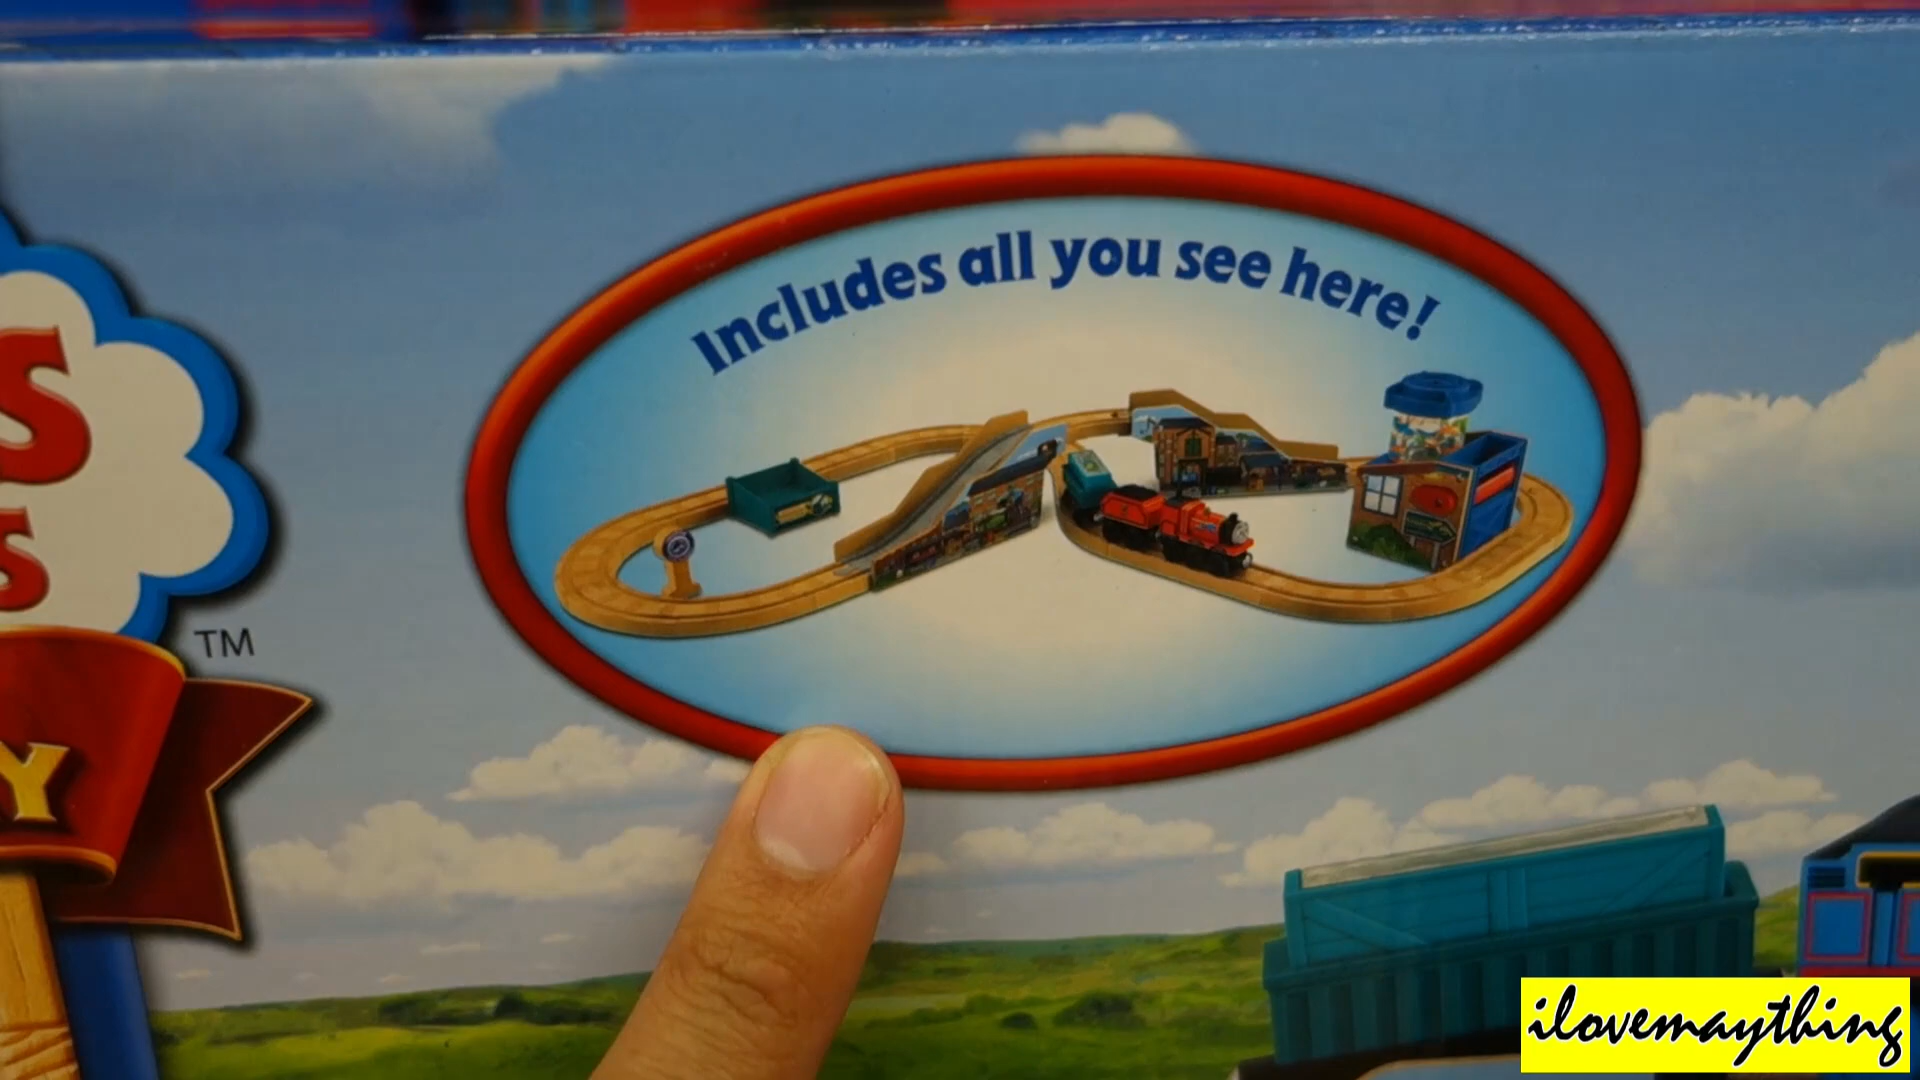 Includes all you see here!
S
S
TM
Y
ilovemaything